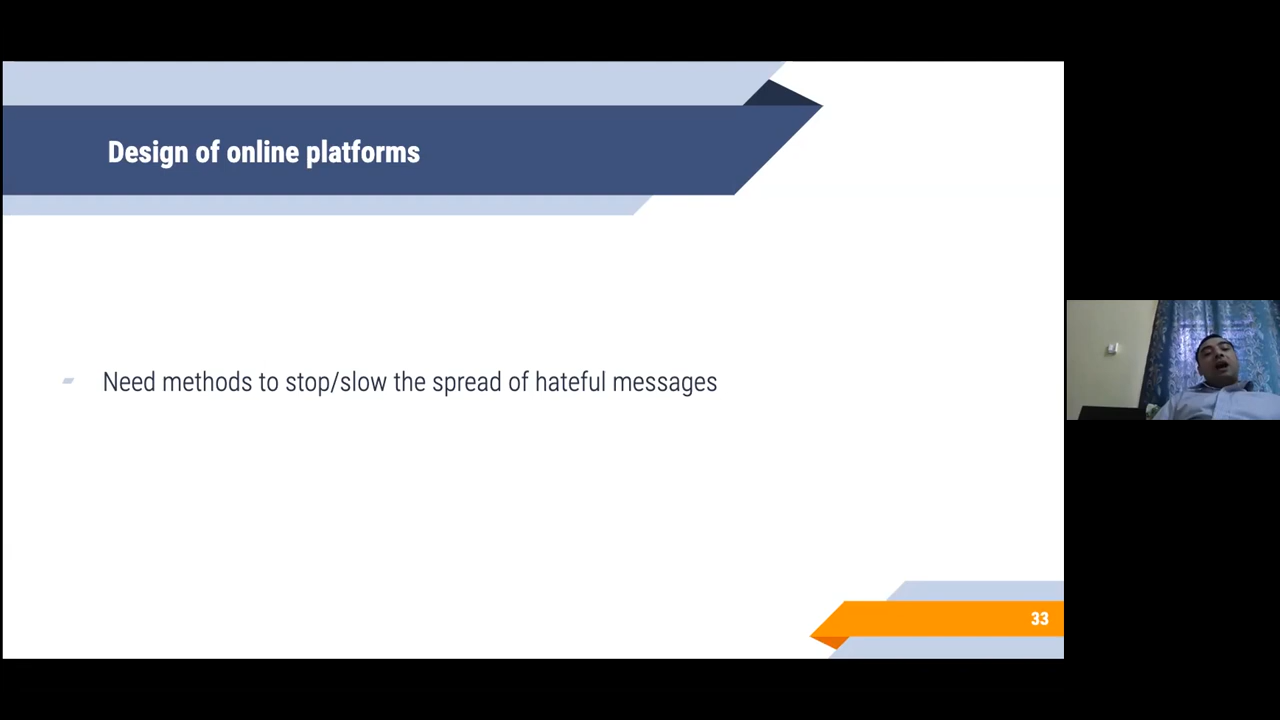 Design of online platforms
Need methods to stop/slow the spread of hateful messages
33